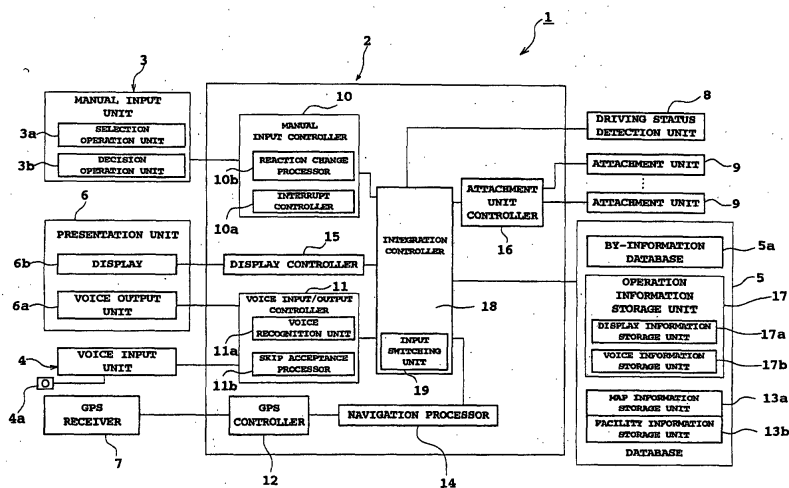 1
2
3
MANUAL INPUT
UNIT
3a
SELECTION
OPERATION UNIT
3b
DECISION
OPERATION UNIT
10
MANUAL
INPUT CONTROLLER
10b
REACTION CHANGE
PROCESSOR
10a
INTERRUPT
CONTROLLER
8
DRIVING STATUS
DETECTION UNIT
ATTACHMENT UNIT
9
ATTACHMENT UNIT
9
ATTACHMENT
UNIT
CONTROLLER
16
6
PRESENTATION UNIT
6b
DISPLAY
6a
VOICE OUTPUT
UNIT
15
DISPLAY CONTROLLER
INTEGRATION
CONTROLLER
18
INPUT
SWITCHING
UNIT
19
11
VOICE INPUT/OUTPUT
CONTROLLER
11a
VOICE
RECOGNITION UNIT
11b
SKIP ACCEPTANCE
PROCESSOR
4
VOICE INPUT
UNIT
4a
GPS
RECEIVER
7
GPS
CONTROLLER
12
NAVIGATION PROCESSOR
14
BY-INFORMATION
DATABASE
5a
5
OPERATION
INFORMATION
STORAGE UNIT
17
DISPLAY INFORMATION
STORAGE UNIT
17a
VOICE INFORMATION
STORAGE UNIT
17b
MAP INFORMATION
STORAGE UNIT
13a
FACILITY INFORMATION
STORAGE UNIT
13b
DATABASE